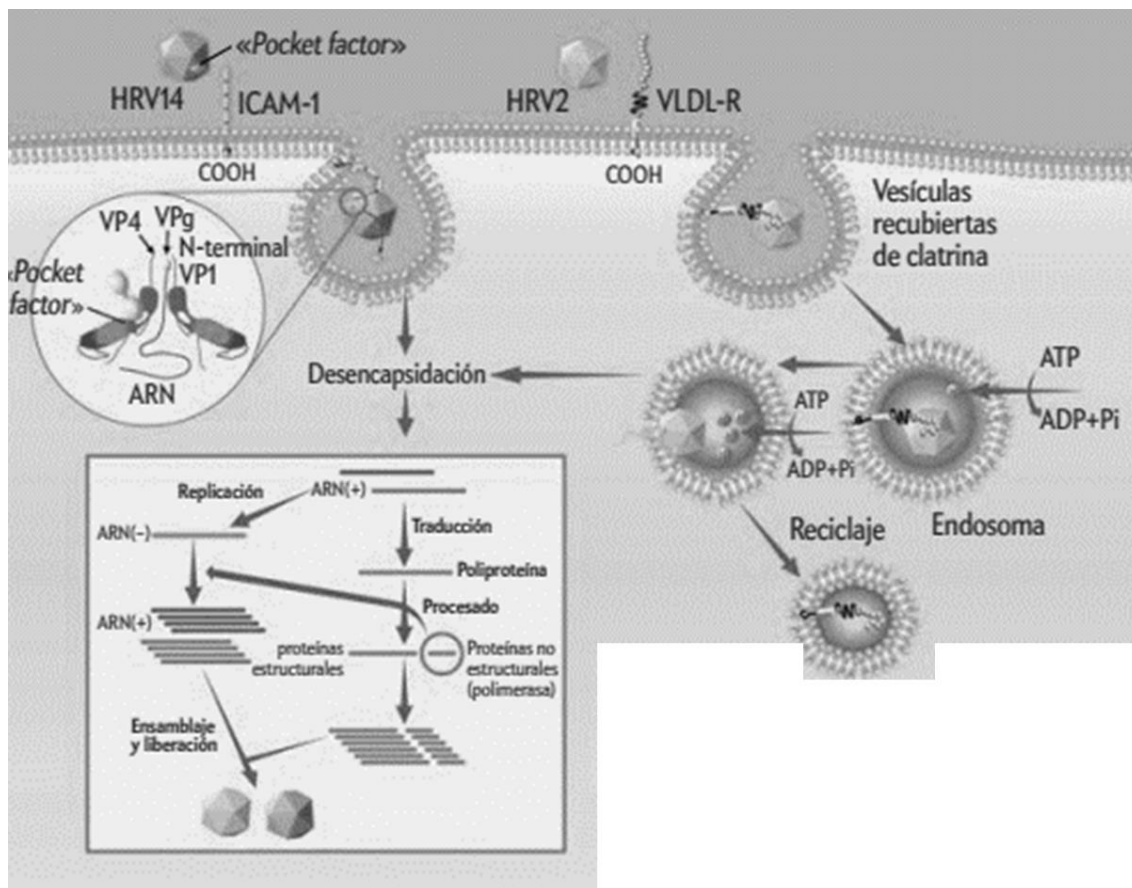 «Pocket factor»
HRV14
ICAM-1
HRV2
VLDL-R
COOH
COOH
Vesículas
recubiertas
de clatrina
VP4
VPg
N-terminal
VP1
«Pocket
factor»
ARN
Desencapsidación
ATP
ADP+Pi
ATP
ADP+Pi
Reciclaje
Endosoma
Replicación
ARN(+)
ARN(–)
Traducción
Poliproteína
Procesado
ARN(+)
proteínas
estructurales
Proteínas no
estructurales
(polimerasa)
Ensamblaje
y liberación